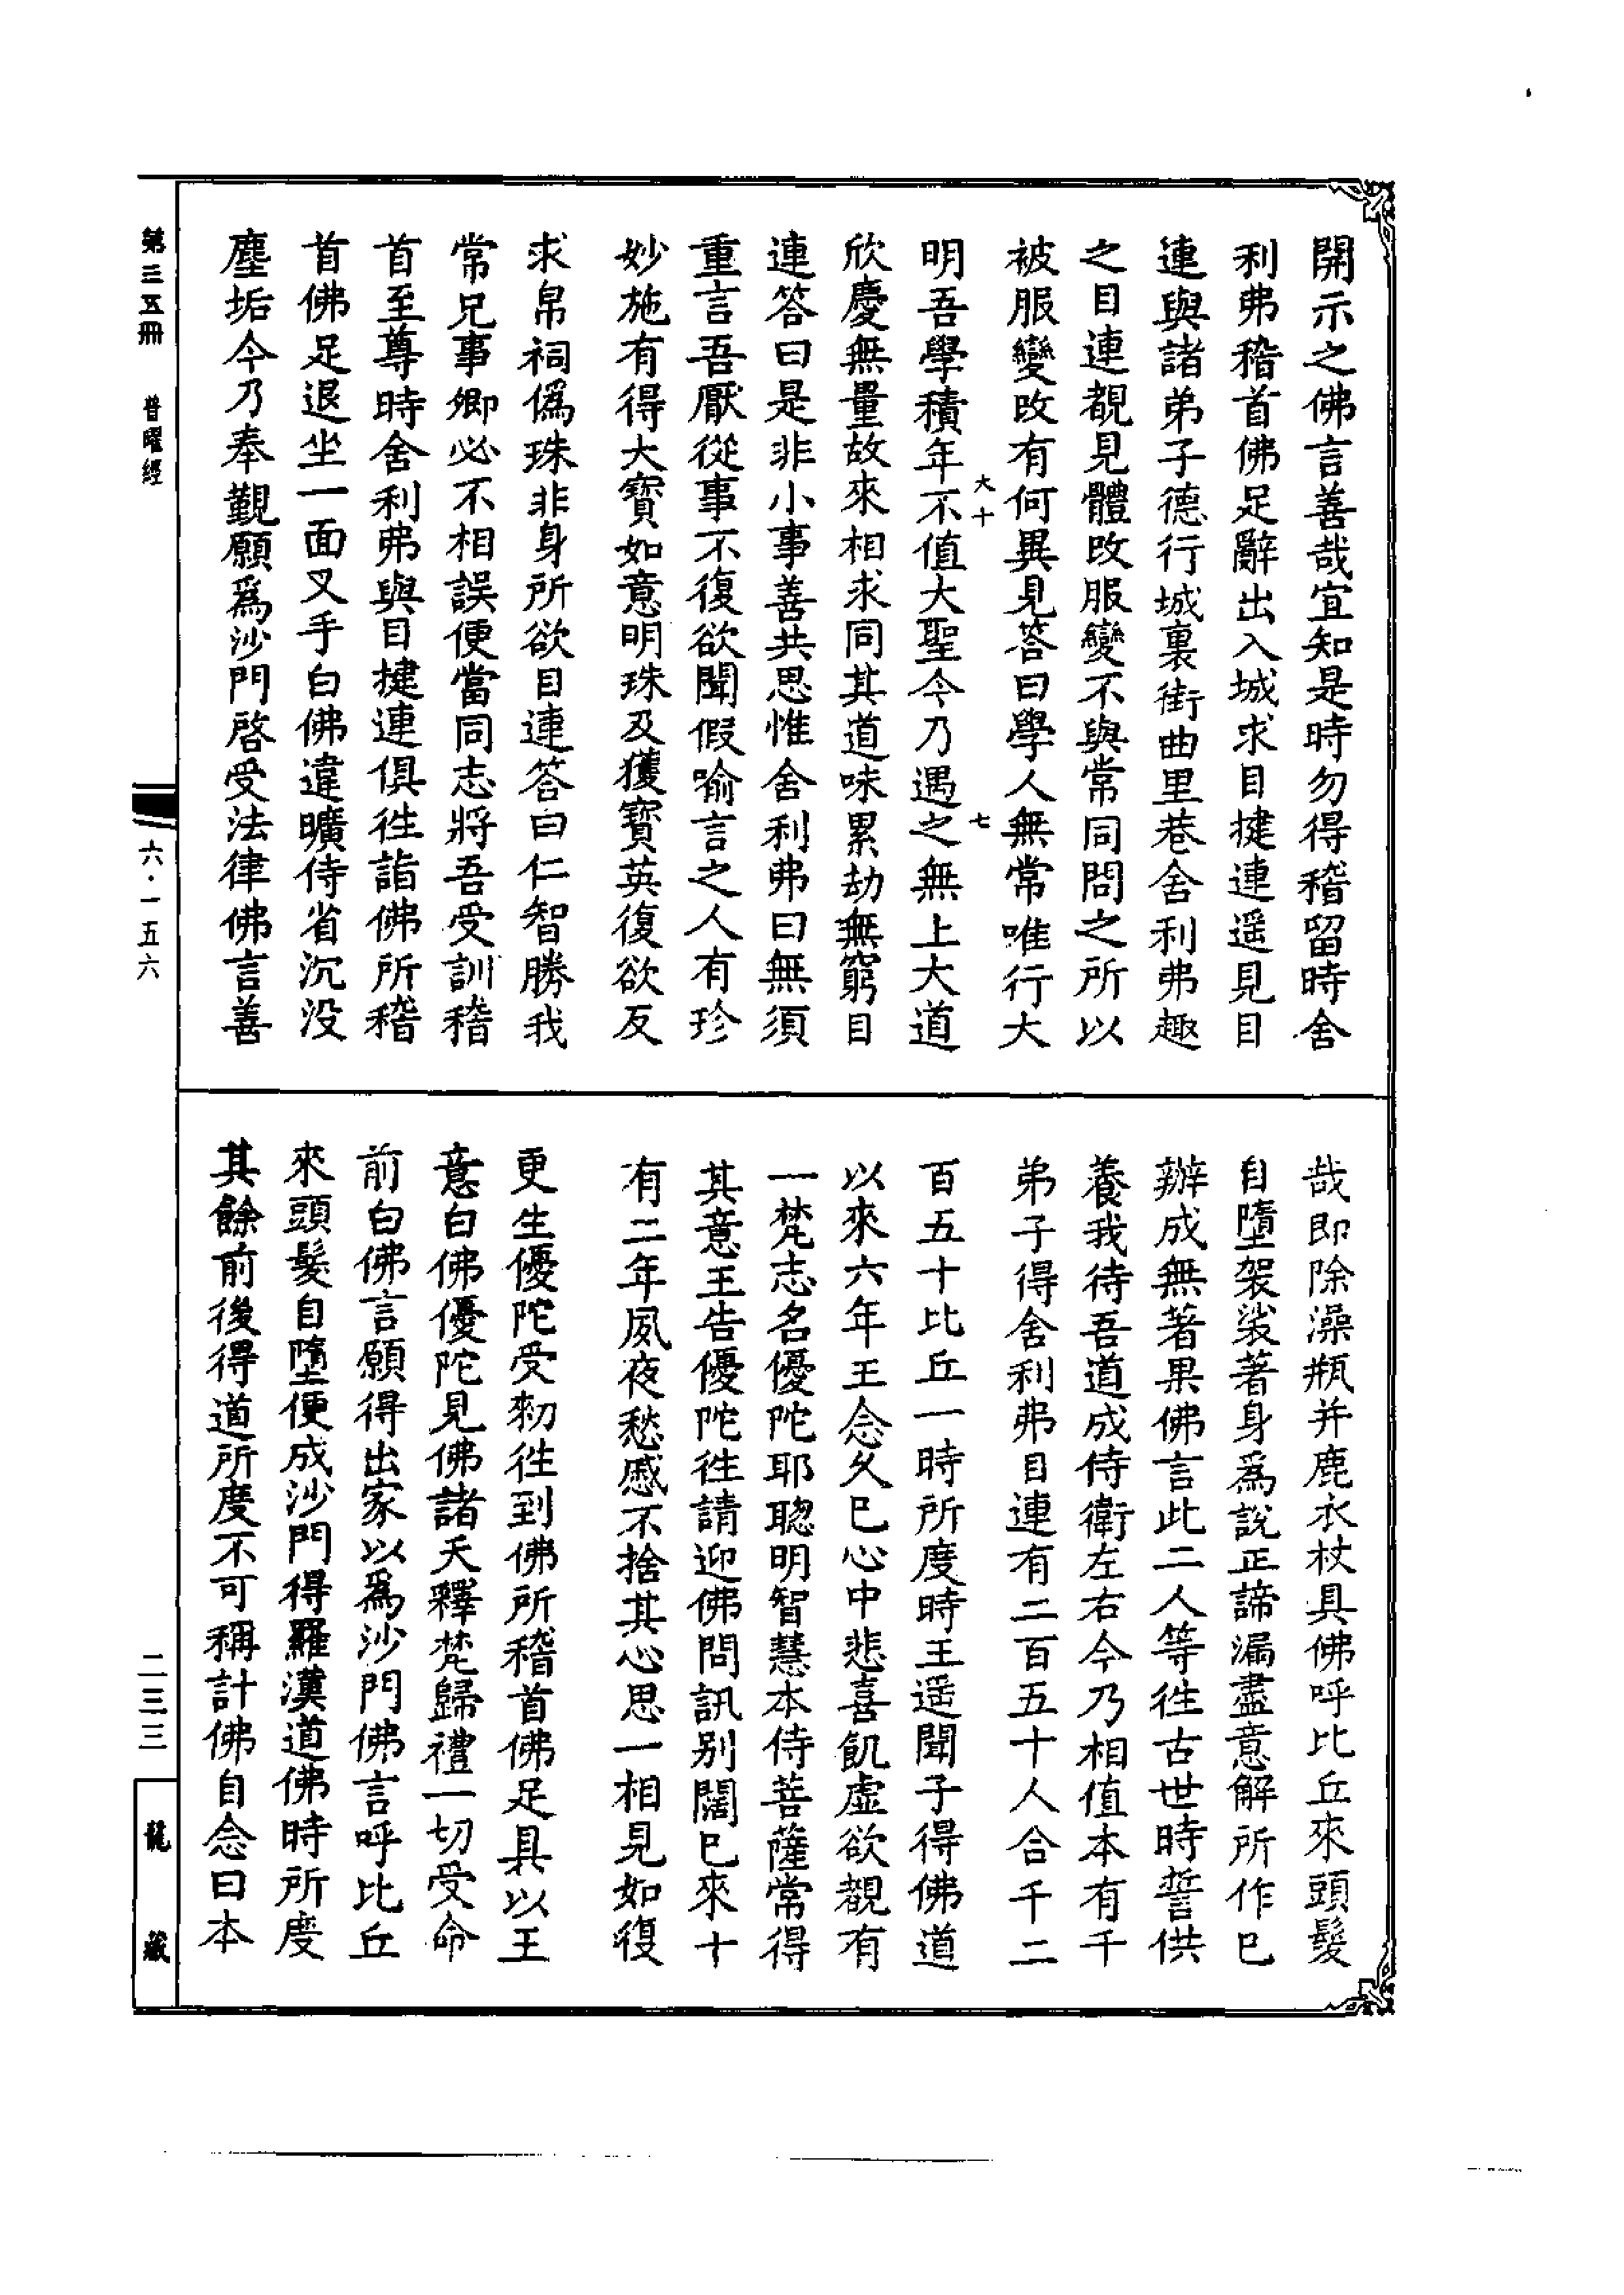 開示之佛言善哉宜知是時勿得稽留時舍
利弗稽首佛足辭出入城求目揵連遥見目
連與諸弟子德行城裏街曲里巷舍利弗趣
之目連覩見體改服變不與常同問之所以
被服變改有何異見答曰學人無常唯行大
大十
七
明吾學積年不值大聖今乃遇之無上大道
欣慶無量故來相求同其道味累劫無窮目
連答曰是非小事善共思惟舍利弗曰無須
重言吾厭從事不復欲聞假喻言之人有珍
妙施有得大寶如意明珠及獲寶英復欲反
求帛祠僞珠非身所欲目連答曰仁智勝我
常兄事卿必不相誤便當同志將吾受訓稽
首至尊時舍利弗與目揵連俱徃詣佛所稽
首佛足退坐一面叉手白佛違曠侍省沉没
塵垢今乃奉覲願爲沙門啓受法律佛言善
哉即除澡瓶并鹿衣杖具佛呼比丘來頭髮
自墮袈裟著身爲說正諦漏盡意解所作已
辦成無著果佛言此二人等徃古世時誓供
養我待吾道成侍衛左右今乃相值本有千
弟子得舍利弗目連有二百五十人合千二
百五十比丘一時所度時王遥聞子得佛道
以來六年王念久已心中悲喜飢虛欲覩有
一梵志名優陀耶聦明智慧本侍菩薩常得
其意王告優陀徃請迎佛問訊别闊已來十
有二年夙夜愁慼不捨其心思一相見如復
更生優陀受勑徃到佛所稽首佛足具以王
意白佛優陀見佛諸天釋梵歸禮一切受命
前白佛言願得出家以爲沙門佛言呼比丘
來頭髮自墮便成沙門得羅漢道佛時所度
其餘前後得道所度不可稱計佛自念曰本
第三五冊 普曜經
六·一五六
二三三
龍藏